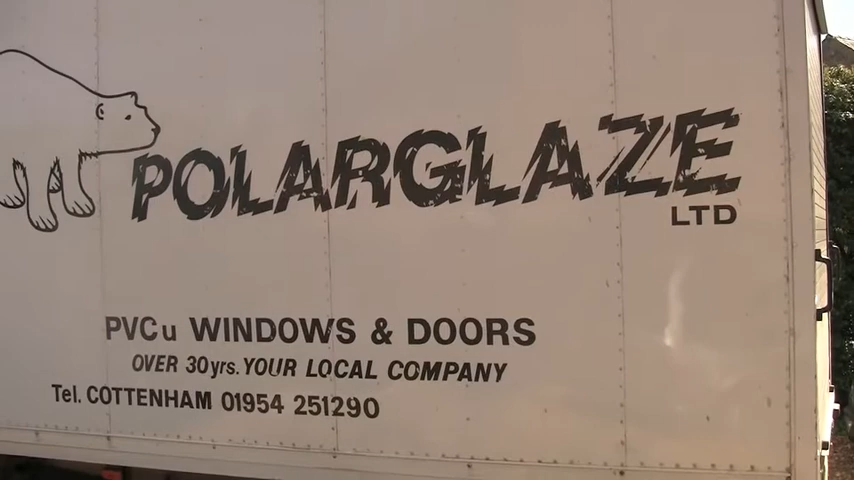 POLARGLAZE
LTD
PVCu WINDOWS & DOORS
OVER 30yrs. YOUR LOCAL COMPANY
Tel. COTTENHAM 01954 251290